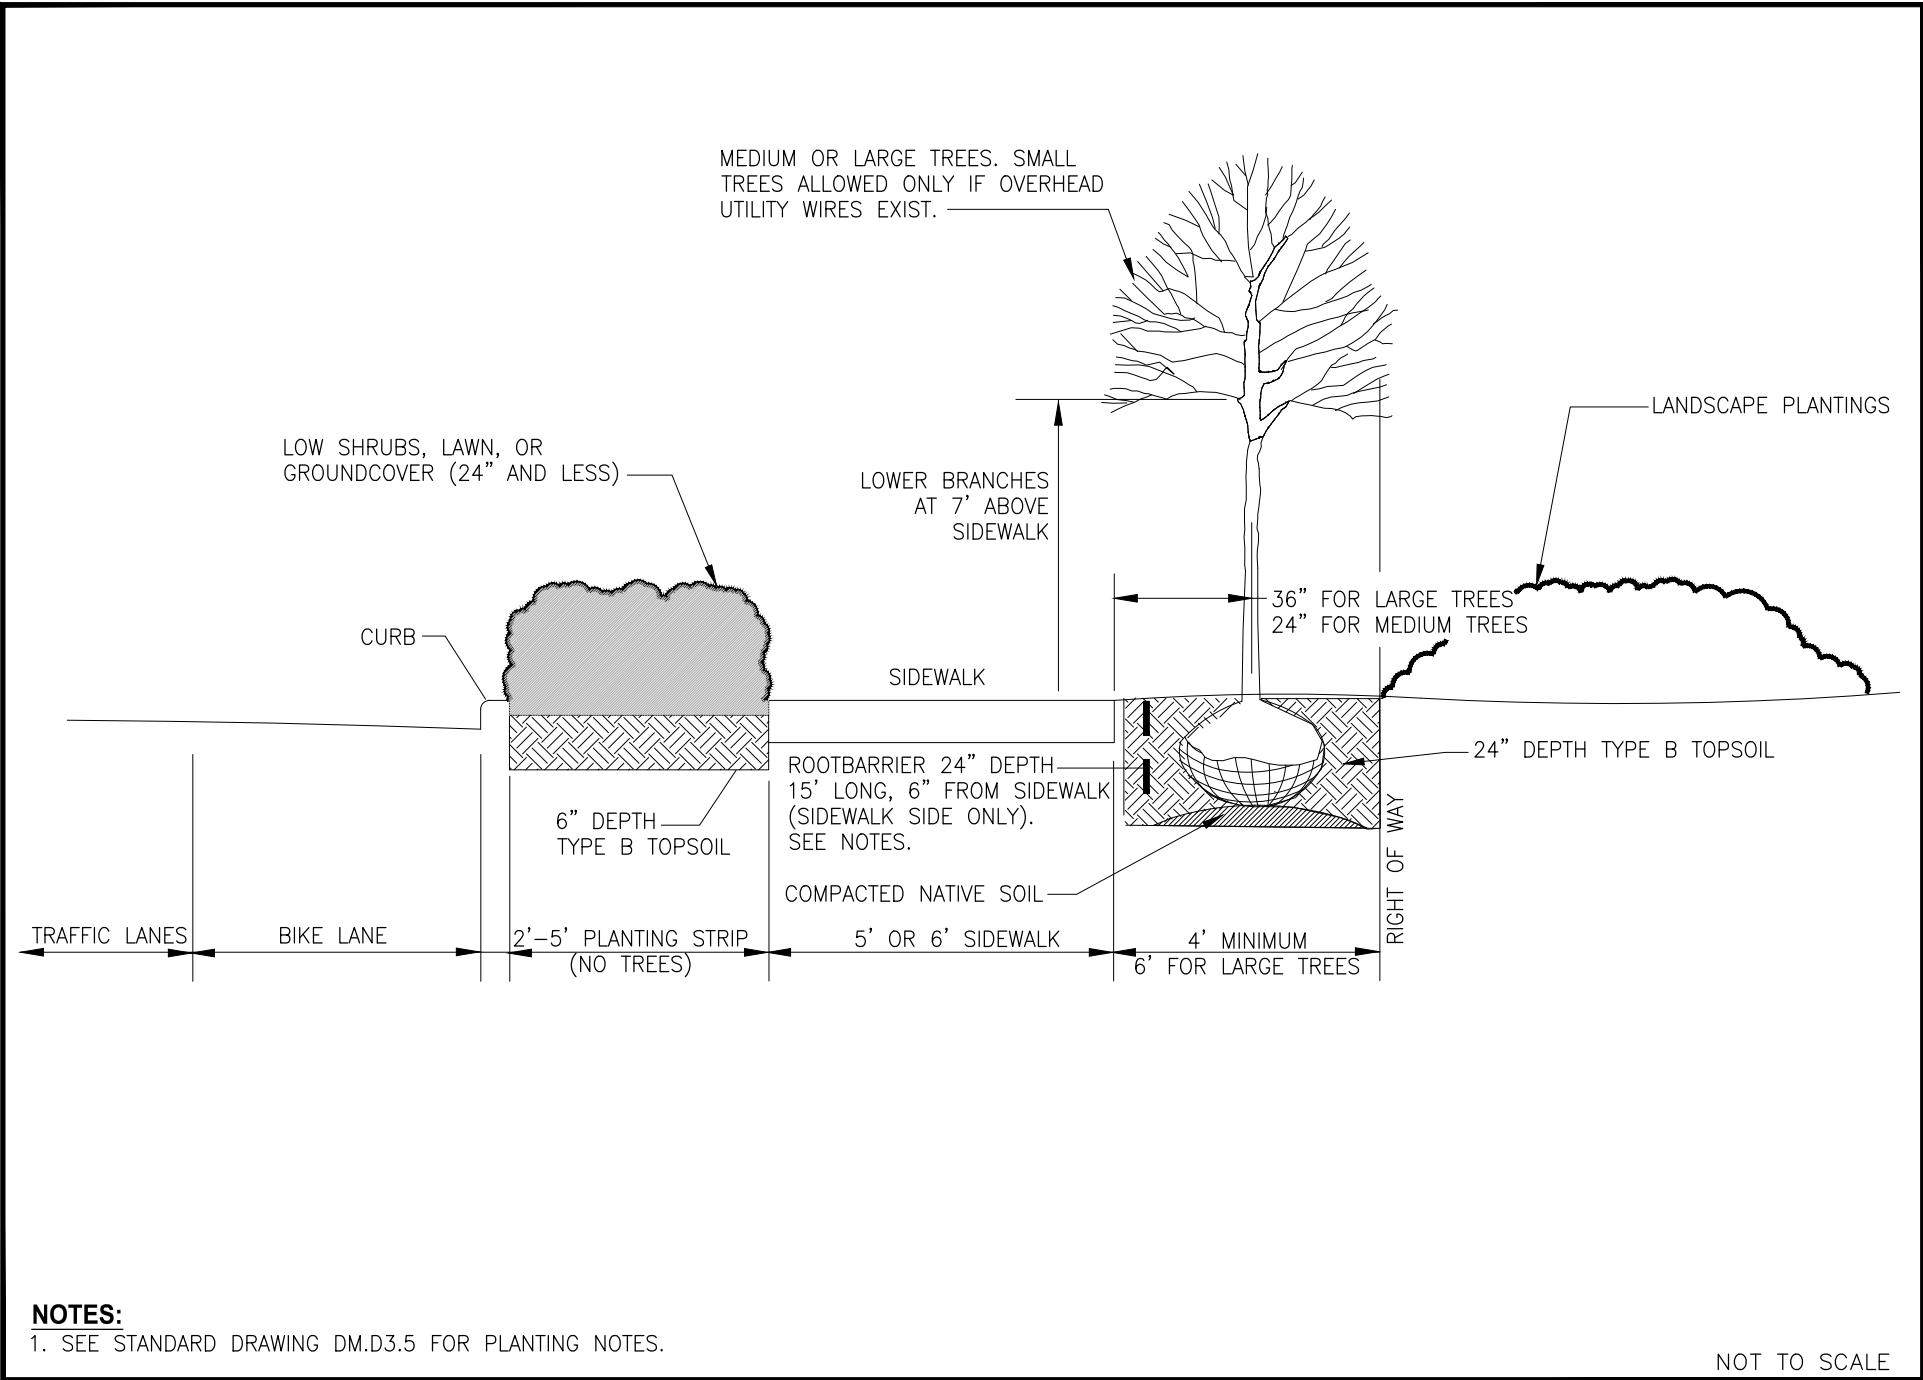 MEDIUM OR LARGE TREES. SMALL
TREES ALLOWED ONLY IF OVERHEAD
UTILITY WIRES EXIST.
LANDSCAPE PLANTINGS
LOW SHRUBS, LAWN, OR
GROUNDCOVER (24” AND LESS)
LOWER BRANCHES
AT 7’ ABOVE
SIDEWALK
36” FOR LARGE TREES
24” FOR MEDIUM TREES
CURB
SIDEWALK
24” DEPTH TYPE B TOPSOIL
ROOTBARRIER 24” DEPTH
15’ LONG, 6” FROM SIDEWALK
(SIDEWALK SIDE ONLY).
SEE NOTES.
6” DEPTH
TYPE B TOPSOIL
COMPACTED NATIVE SOIL
RIGHT OF WAY
TRAFFIC LANES
BIKE LANE
2’-5’ PLANTING STRIP
(NO TREES)
5’ OR 6’ SIDEWALK
4’ MINIMUM
6’ FOR LARGE TREES
NOTES:
1. SEE STANDARD DRAWING DM.D3.5 FOR PLANTING NOTES.
NOT TO SCALE